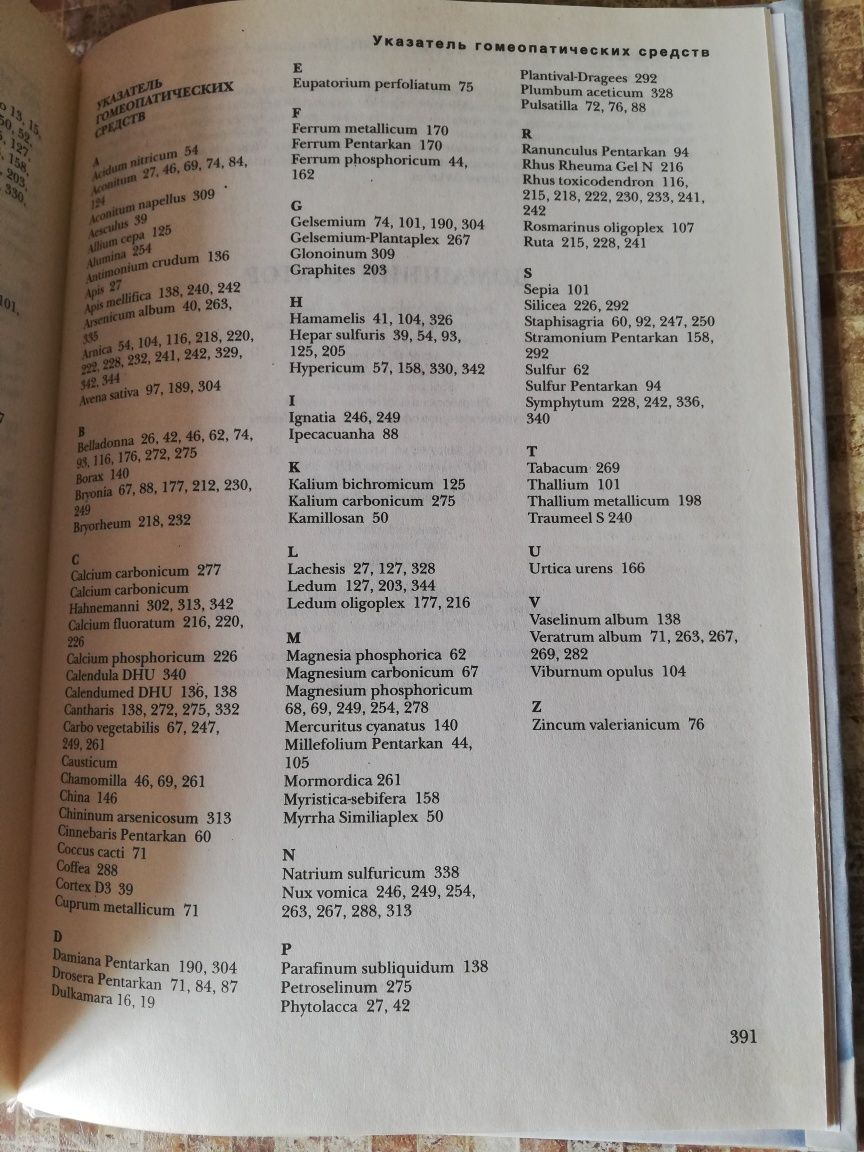 Указатель гомеопатических средств
УКАЗАТЕЛЬ
ГОМЕОПАТИЧЕСКИХ
СРЕДСТВ
A
Acidum nitricum 54
Aconitum 27, 46, 69, 74, 84,
124
Aconitum napellus 309
Aesculus 39
Allium cepa 125
Alumina 254
Antimonium crudum 136
Apis 27
Apis mellifica 138, 240, 242
Arsenicum album 40, 263,
335
Arnica 54, 104, 116, 218, 220,
222, 228, 232, 241, 242, 329,
342, 344
Avena sativa 97, 189, 304
B
Belladonna 26, 42, 46, 62, 74,
93, 116, 176, 272, 275
Borax 140
Bryonia 67, 88, 177, 212, 230,
249
Bryorheum 218, 232
C
Calcium carbonicum 277
Calcium carbonicum
Hahnemanni 302, 313, 342
Calcium fluoratum 216, 220,
226
Calcium phosphoricum 226
Calendula DHU 340
Calendumed DHU 136, 138
Cantharis 138, 272, 275, 332
Carbo vegetabilis 67, 247,
249, 261
Causticum
Chamomilla 46, 69, 261
China 146
Chininum arsenicosum 313
Cinnebaris Pentarkan 60
Coccus cacti 71
Coffea 288
Cortex D3 39
Cuprum metallicum 71
D
Damiana Pentarkan 190, 304
Drosera Pentarkan 71, 84, 87
Dulkamara 16, 19
E
Eupatorium perfoliatum 75
F
Ferrum metallicum 170
Ferrum Pentarkan 170
Ferrum phosphoricum 44,
162
G
Gelsemium 74, 101, 190, 304
Gelsemium-Plantaplex 267
Glonoinum 309
Graphites 203
H
Hamamelis 41, 104, 326
Hepar sulfuris 39, 54, 93,
125, 205
Hypericum 57, 158, 330, 342
I
Ignatia 246, 249
Ipecacuanha 88
K
Kalium bichromicum 125
Kalium carbonicum 275
Kamillosan 50
L
Lachesis 27, 127, 328
Ledum 127, 203, 344
Ledum oligoplex 177, 216
M
Magnesia phosphorica 62
Magnesium carbonicum 67
Magnesium phosphoricum
68, 69, 249, 254, 278
Mercuritus cyanatus 140
Millefolium Pentarkan 44,
105
Mormordica 261
Myristica-sebifera 158
Myrrha Similiaplex 50
N
Natrium sulfuricum 338
Nux vomica 246, 249, 254,
263, 267, 288, 313
P
Parafinum subliquidum 138
Petroselinum 275
Phytolacca 27, 42
Plantival-Dragees 292
Plumbum aceticum 328
Pulsatilla 72, 76, 88
R
Ranunculus Pentarkan 94
Rhus Rheuma Gel N 216
Rhus toxicodendron 116,
215, 218, 222, 230, 233, 241,
242
Rosmarinus oligoplex 107
Ruta 215, 228, 241
S
Sepia 101
Silicea 226, 292
Staphisagria 60, 92, 247, 250
Stramonium Pentarkan 158,
292
Sulfur 62
Sulfur Pentarkan 94
Symphytum 228, 242, 336,
340
T
Tabacum 269
Thallium 101
Thallium metallicum 198
Traumeel S 240
U
Urtica urens 166
V
Vaselinum album 138
Veratrum album 71, 263, 267,
269, 282
Viburnum opulus 104
Z
Zincum valerianicum 76
391